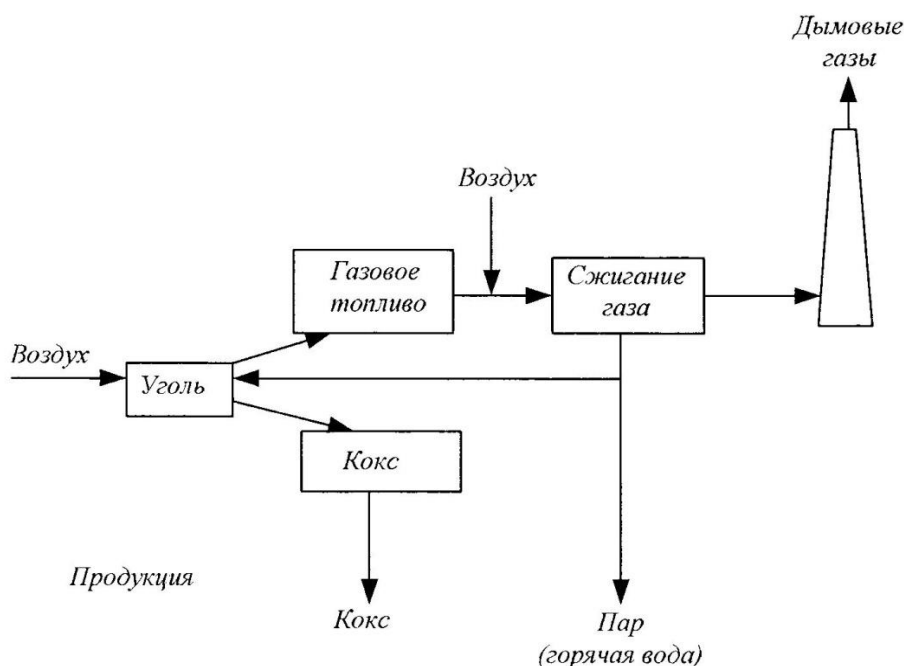 Дымовые
газы
Воздух
Газовое
топливо
Сжигание
газа
Воздух
Уголь
Кокс
Продукция
Кокс
Пар
(горячая вода)